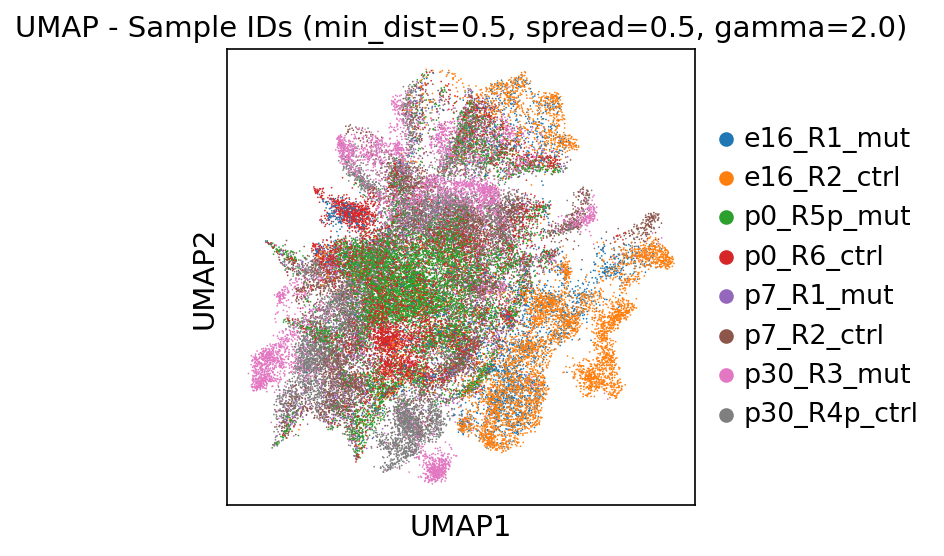 UMAP - Sample IDs (min_dist=0.5, spread=0.5, gamma=2.0)
UMAP2
UMAP1
e16_R1_mut
e16_R2_ctrl
p0_R5p_mut
p0_R6_ctrl
p7_R1_mut
p7_R2_ctrl
p30_R3_mut
p30_R4p_ctrl